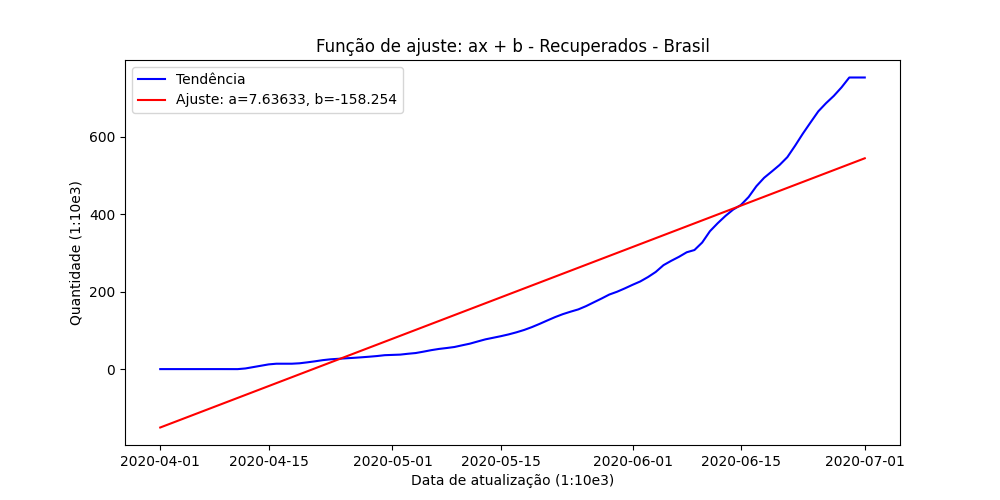 Função de ajuste: ax + b - Recuperados - Brasil
Tendência
Ajuste: a=7.63633, b=-158.254
Quantidade (1:10e3)
600
400
200
0
2020-04-01 2020-04-15 2020-05-01 2020-05-15 2020-06-01 2020-06-15 2020-07-01
Data de atualização (1:10e3)